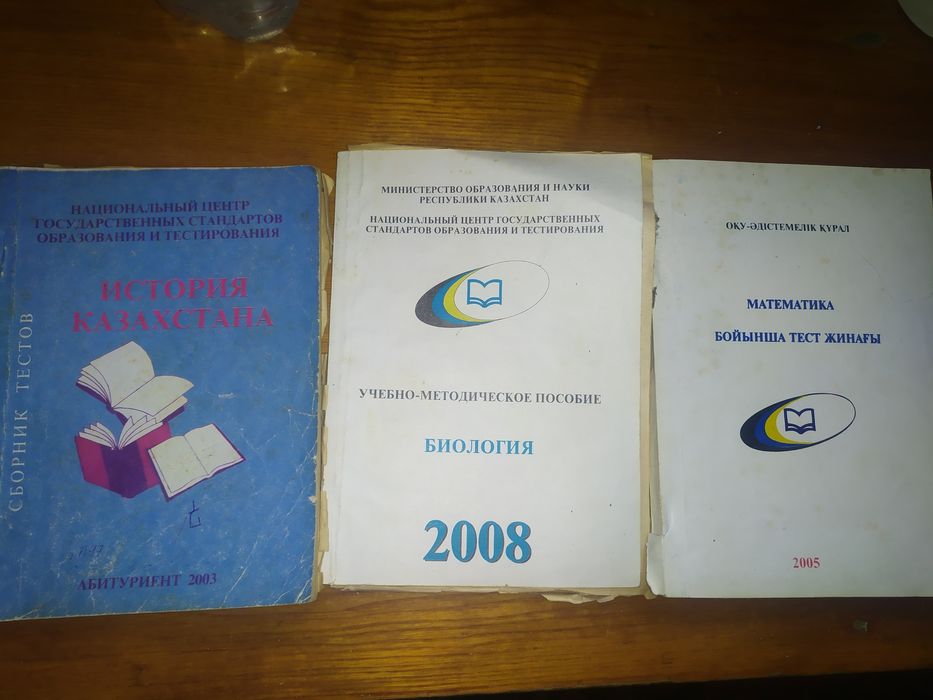 СБОРНИК ТЕСТОВ
НАЦИОНАЛЬНЫЙ ЦЕНТР
ГОСУДАРСТВЕННЫХ СТАНДАРТОВ
ОБРАЗОВАНИЯ И ТЕСТИРОВАНИЯ
ИСТОРИЯ
КАЗАХСТАНА
АБИТУРИЕНТ 2003
МИНИСТЕРСТВО ОБРАЗОВАНИЯ И НАУКИ
РЕСПУБЛИКИ КАЗАХСТАН
НАЦИОНАЛЬНЫЙ ЦЕНТР ГОСУДАРСТВЕННЫХ
СТАНДАРТОВ ОБРАЗОВАНИЯ И ТЕСТИРОВАНИЯ
УЧЕБНО-МЕТОДИЧЕСКОЕ ПОСОБИЕ
БИОЛОГИЯ
2008
ОҚУ-ӘДІСТЕМЕЛІК ҚҰРАЛ
МАТЕМАТИКА
БОЙЫНША ТЕСТ ЖИНАҒЫ
2005